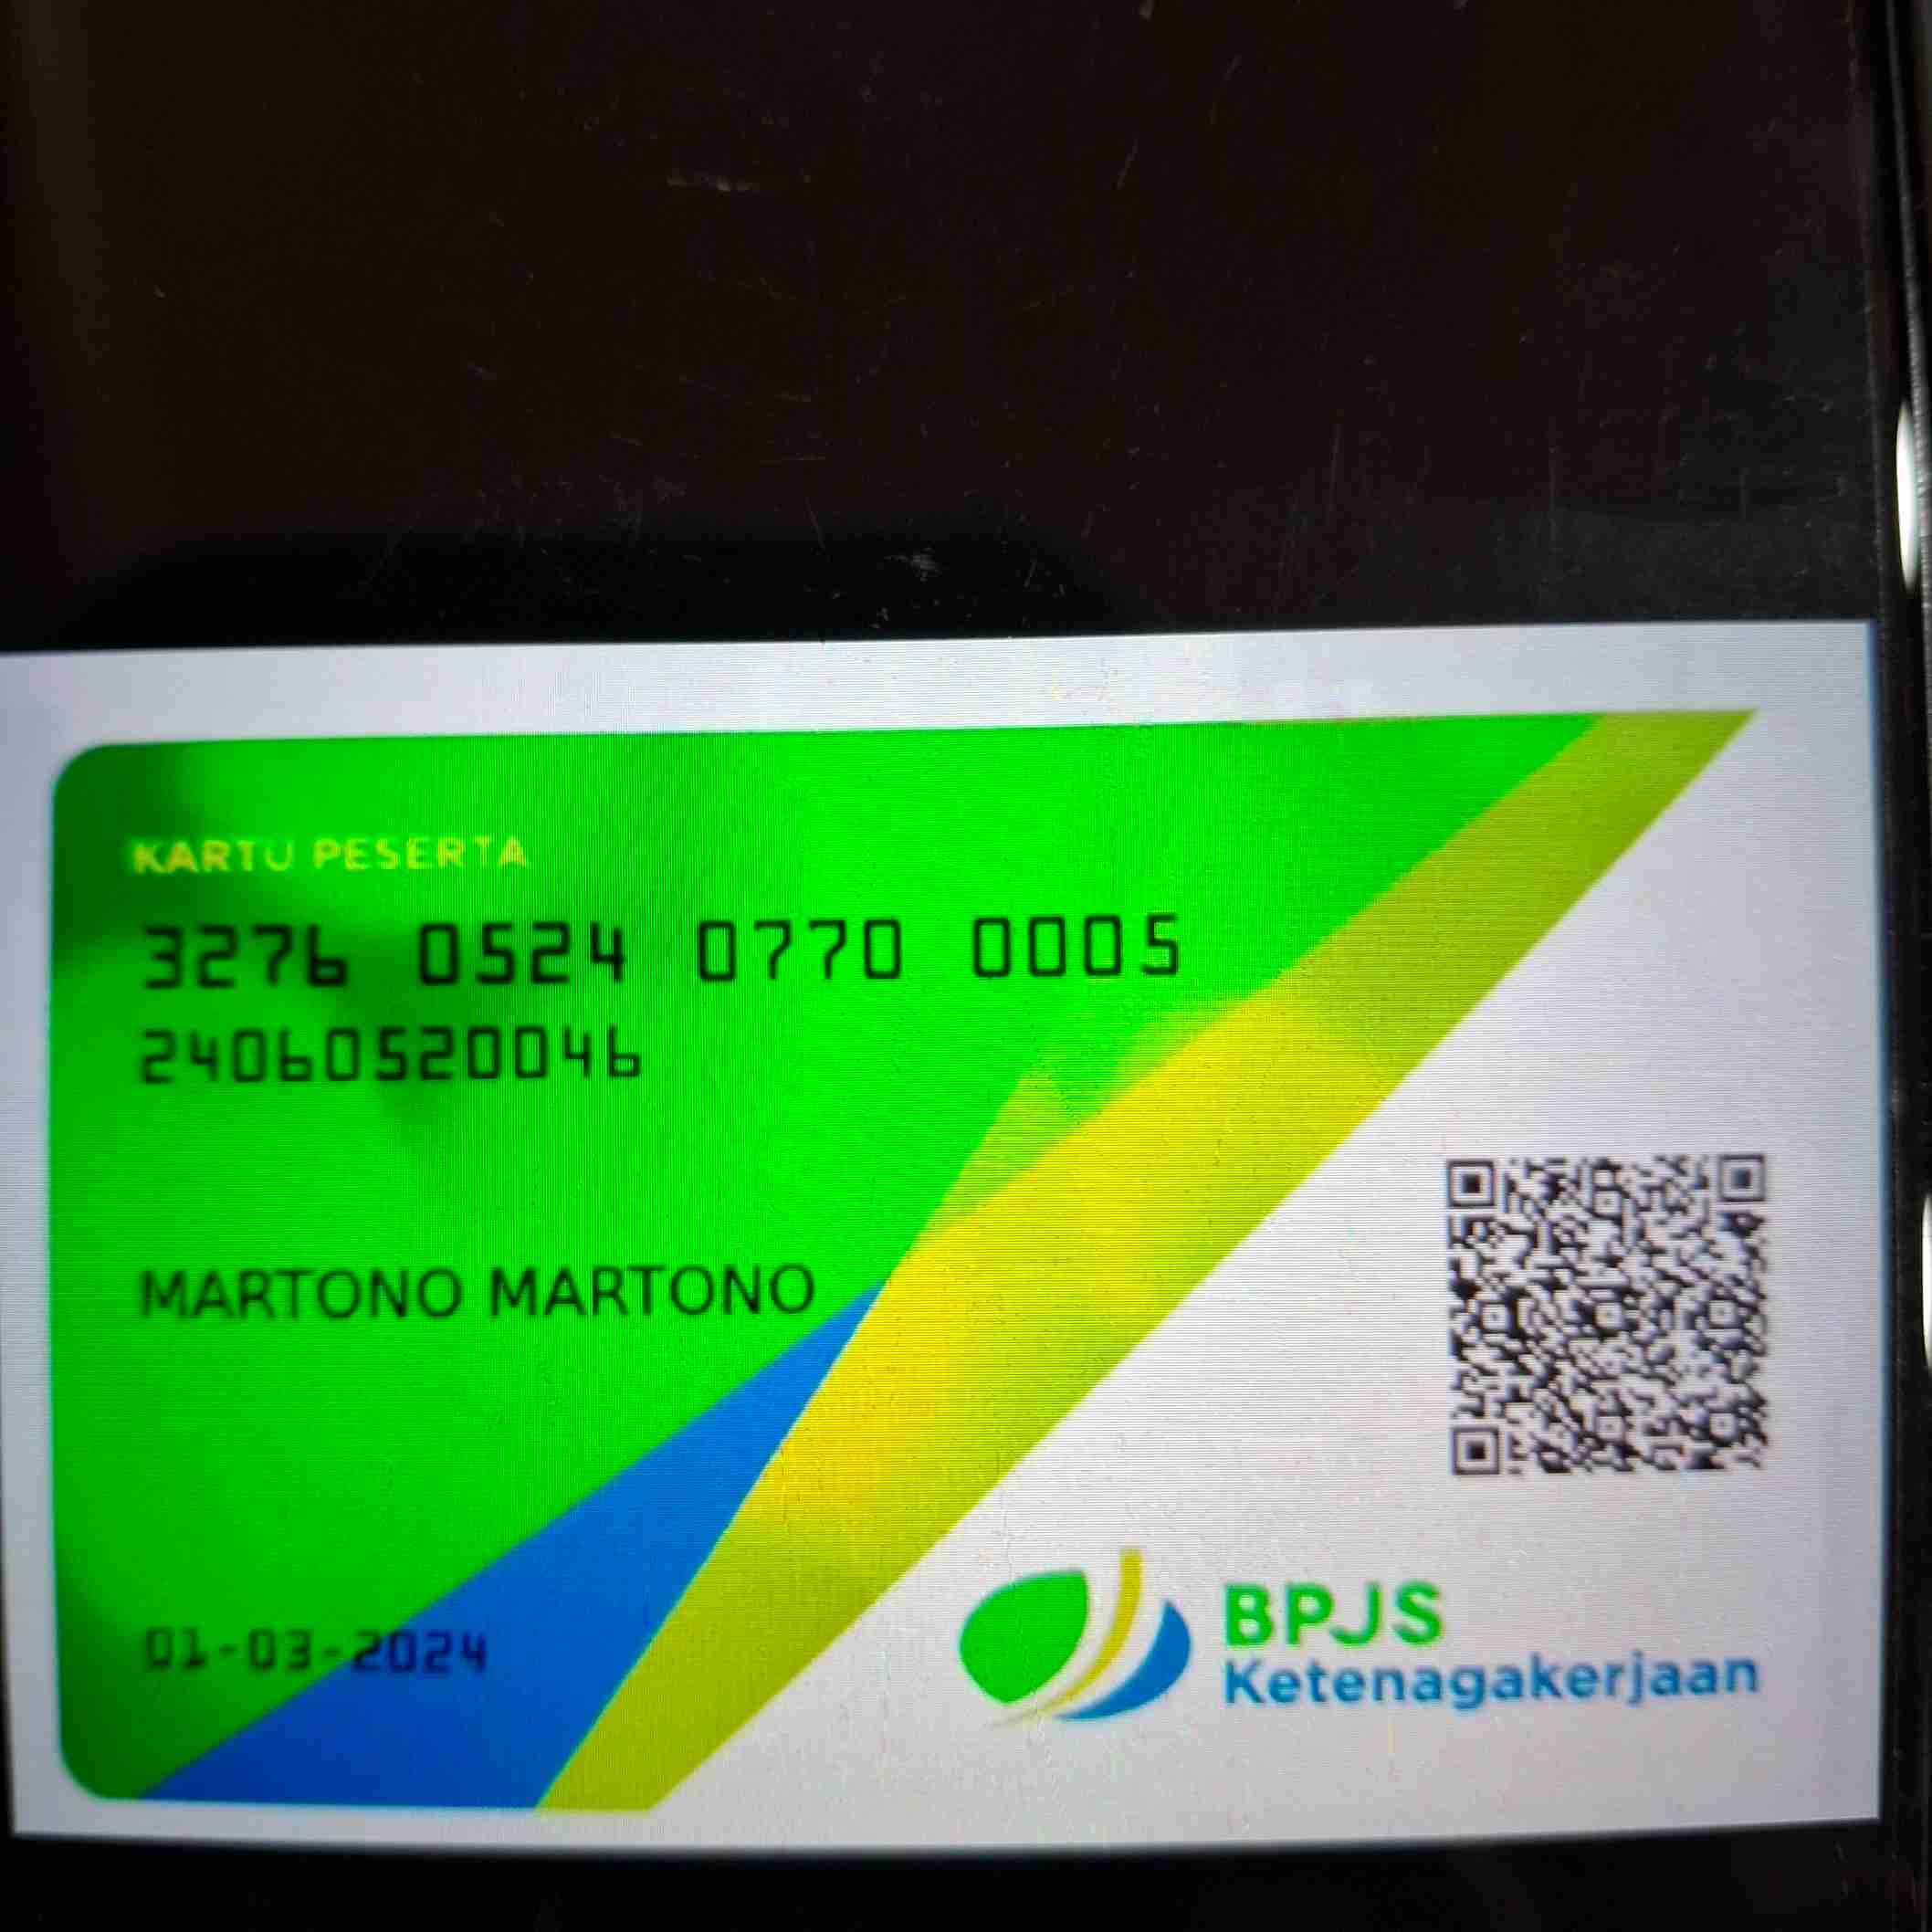 KARTU PESERTA
3276 0524 0770 0005
24060520046
MARTONO MARTONO
01-03-2024
BPJS
Ketenagakerjaan